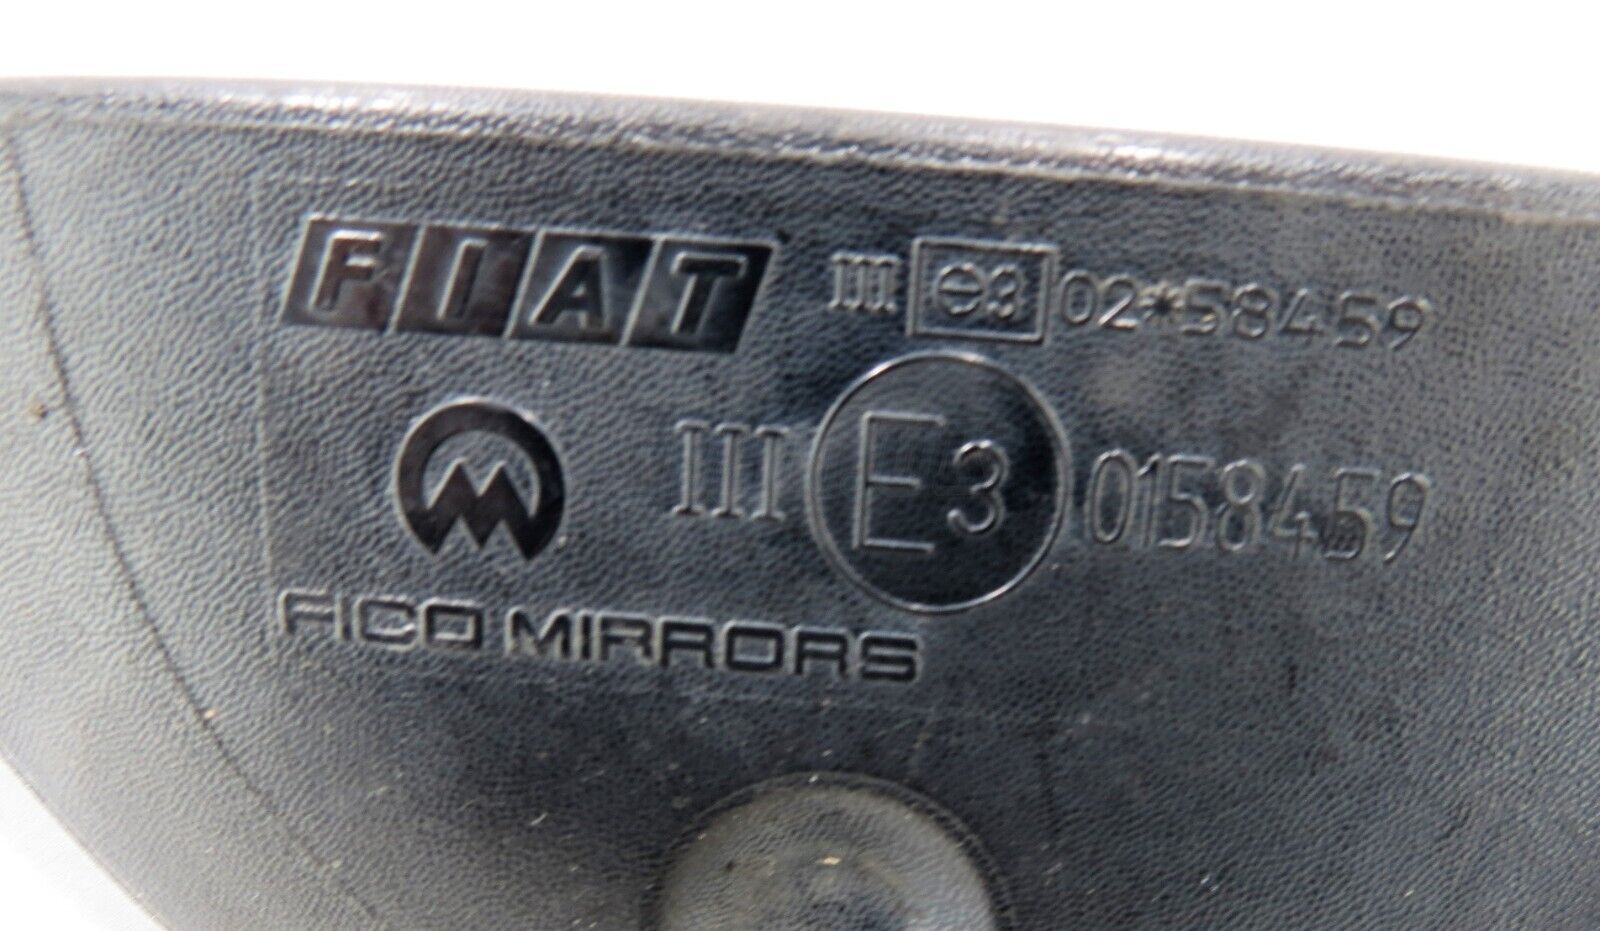 FIAT III e3 02*58459
III E3 0158459
FICO MIRRORS